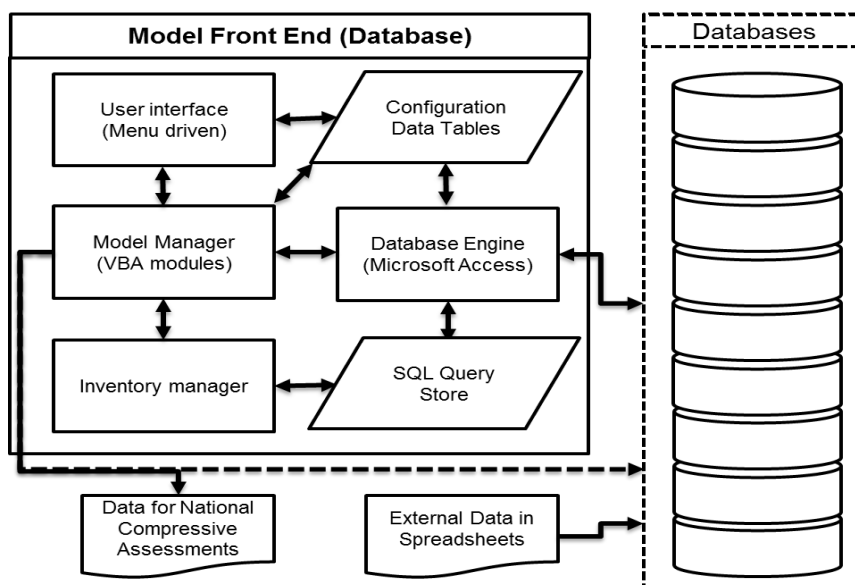 Model Front End (Database)
Databases
User interface
(Menu driven)
Configuration
Data Tables
Model Manager
(VBA modules)
Database Engine
(Microsoft Access)
Inventory manager
SQL Query
Store
Data for National
Compressive
Assessments
External Data in
Spreadsheets